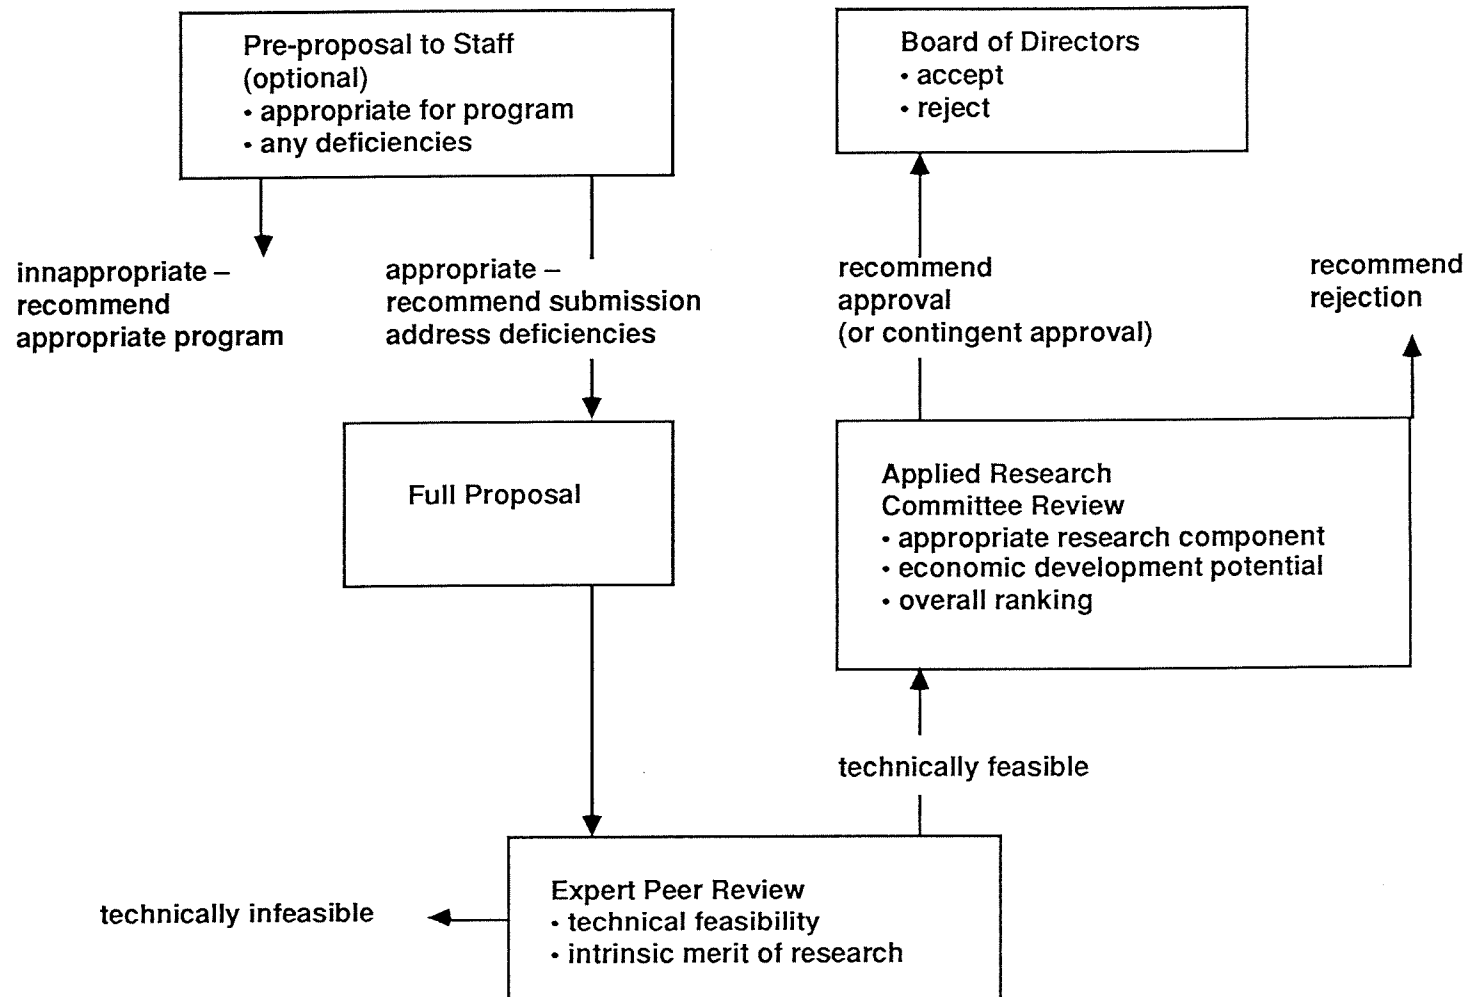 Pre-proposal to Staff
(optional)
• appropriate for program
• any deficiencies
innappropriate –
recommend
appropriate program
appropriate –
recommend submission
address deficiencies
Full Proposal
Expert Peer Review
• technical feasibility
• intrinsic merit of research
technically infeasible
technically feasible
Applied Research
Committee Review
• appropriate research component
• economic development potential
• overall ranking
recommend
approval
(or contingent approval)
recommend
rejection
Board of Directors
• accept
• reject